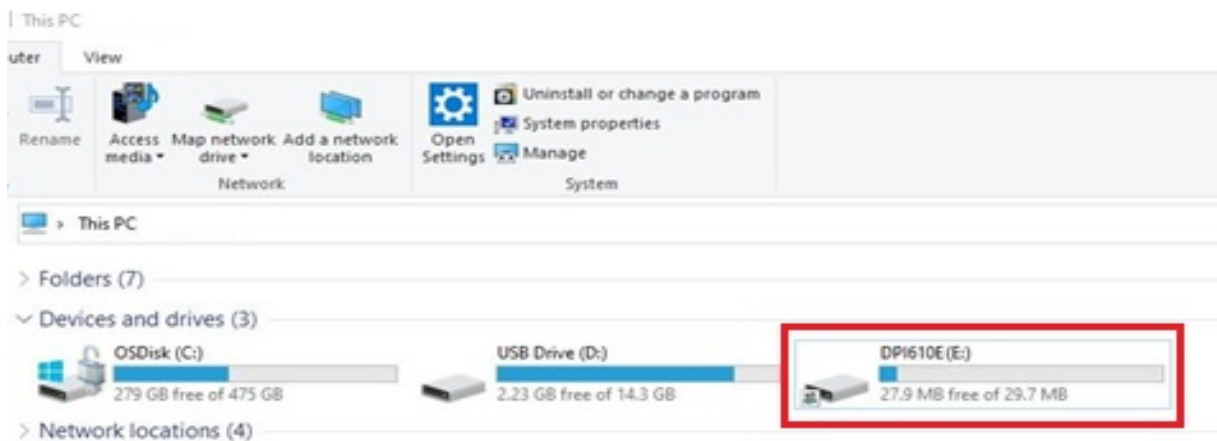 This PC
uter View
Rename
Access media
Map network drive
Add a network location
Open Settings
Uninstall or change a program
System properties
Manage
Network
System
> This PC
Folders (7)
Devices and drives (3)
OSDisk (C:)
279 GB free of 475 GB
USB Drive (D:)
2.23 GB free of 14.3 GB
DPI610E (E:)
27.9 MB free of 29.7 MB
Network locations (4)